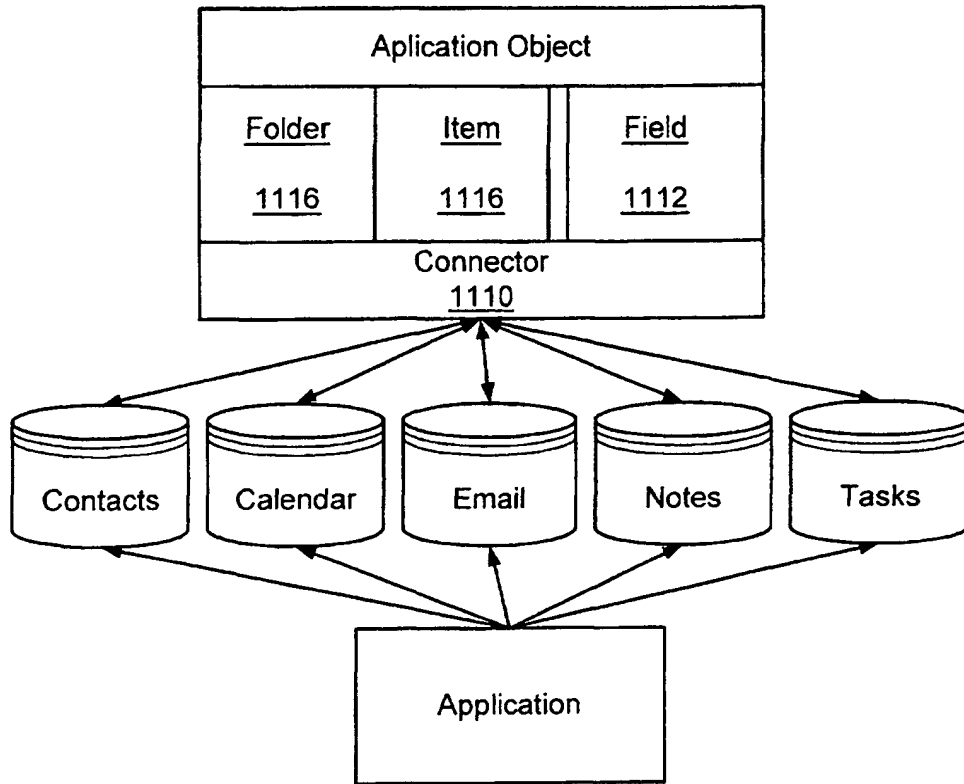 Aplication Object
Folder Item Field
1116 1116 1112
Connector
1110
Contacts Calendar Email Notes Tasks
Application